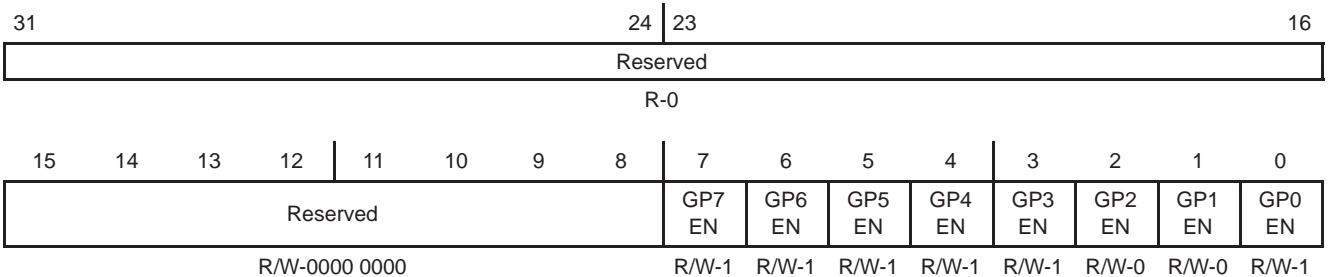 31 24 23 16
Reserved
R-0
15 14 13 12 11 10 9 8 7 6 5 4 3 2 1 0
Reserved GP7 EN GP6 EN GP5 EN GP4 EN GP3 EN GP2 EN GP1 EN GP0 EN
R/W-0000 0000 R/W-1 R/W-1 R/W-1 R/W-1 R/W-1 R/W-0 R/W-0 R/W-1